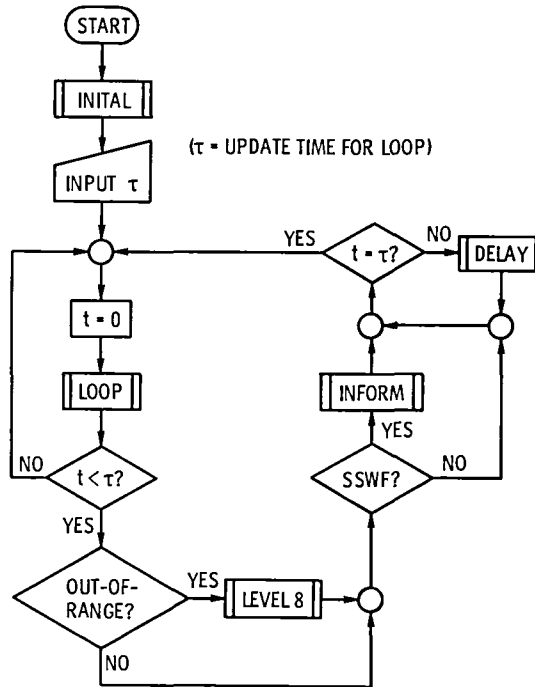 START
INITAL
(τ = UPDATE TIME FOR LOOP)
INPUT τ
YES
t = τ?
NO
DELAY
t = 0
LOOP
INFORM
YES
NO
t < τ?
SSWF?
NO
YES
OUT-OF-
RANGE?
YES
LEVEL 8
NO